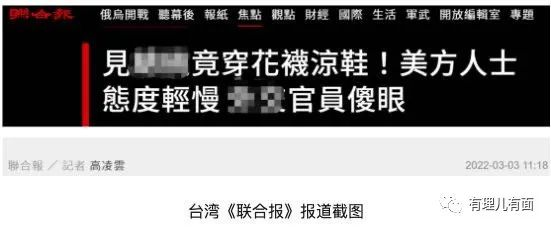 聯合報 俄烏開戰 聽幕後 報紙 焦點 觀點 財經 國際 生活 軍武 開放編輯室 專題
見 竟穿花襪涼鞋！美方人士
態度輕慢 官員傻眼
聯合報 ／ 記者 高凌雲 2022-03-03 11:18
台湾《联合报》报道截图
有理儿有面